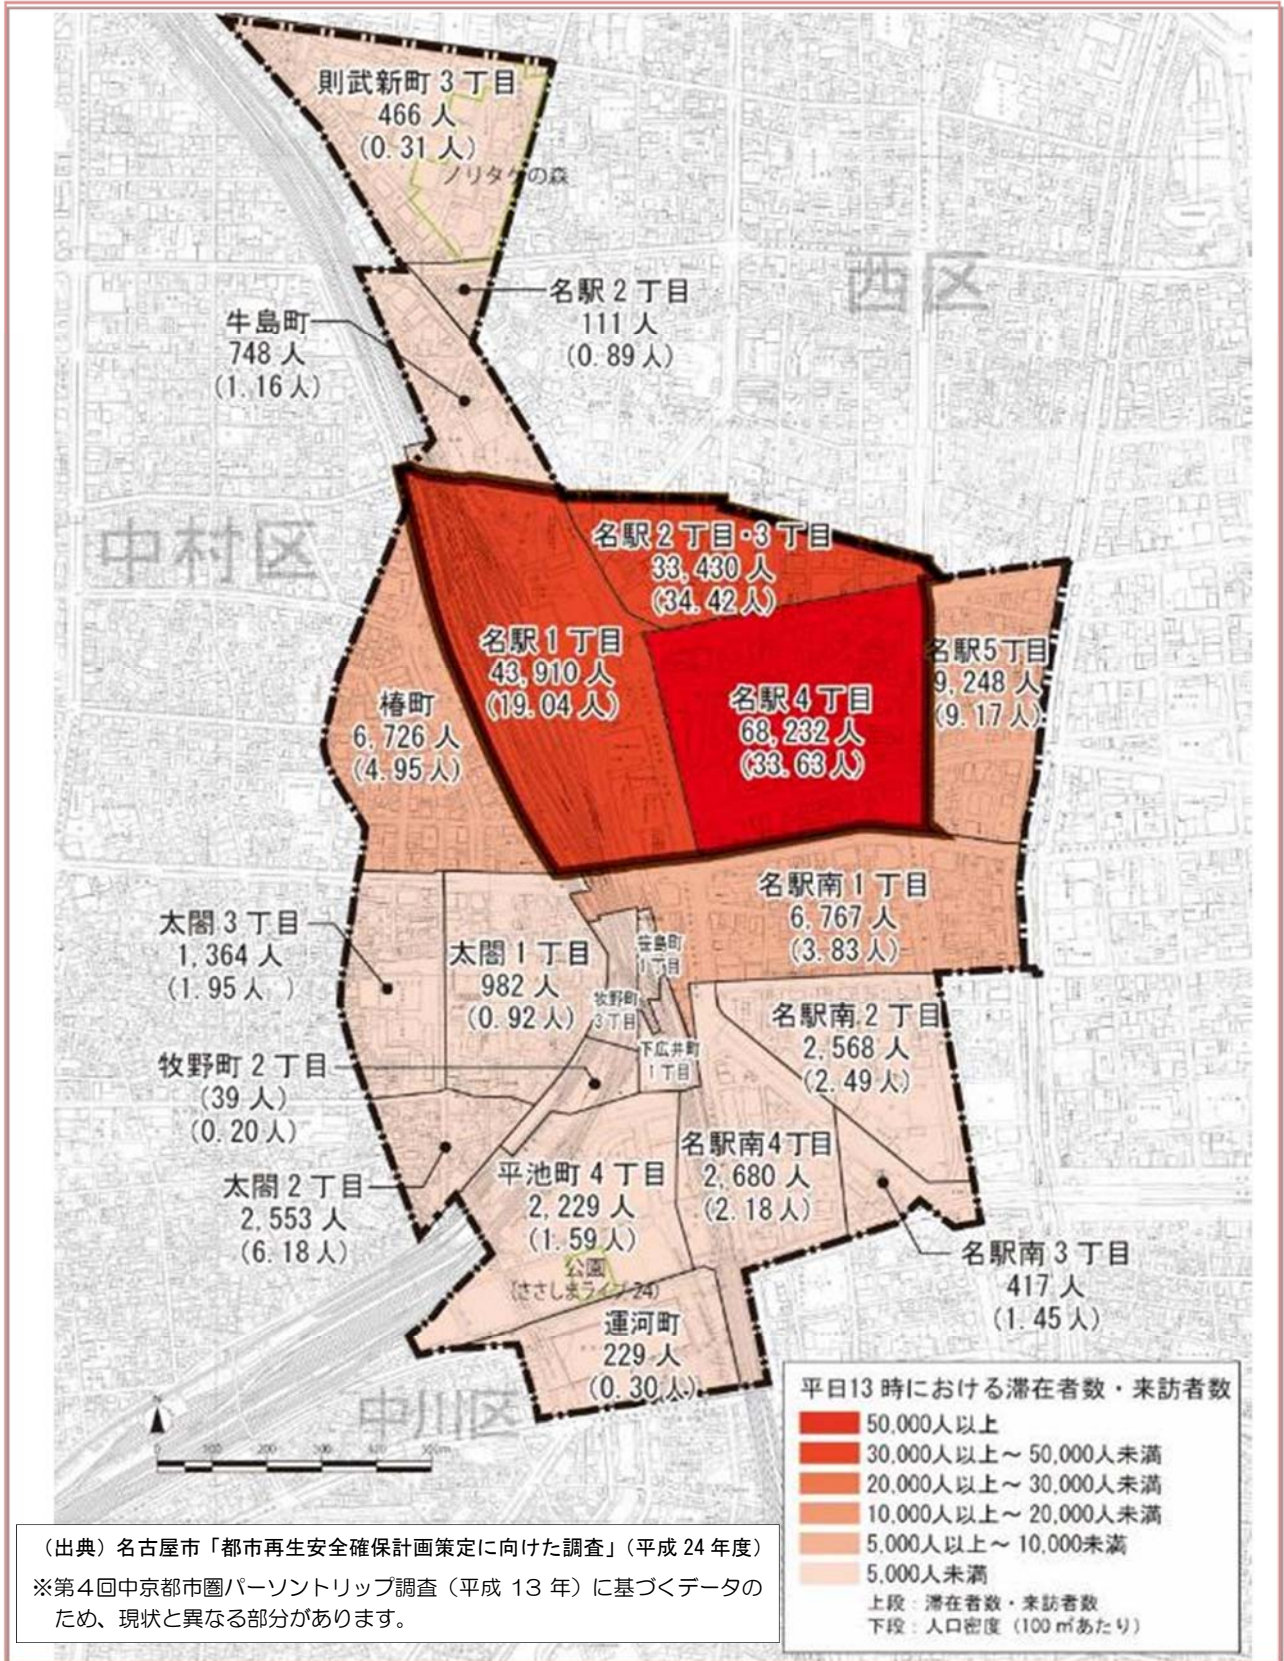 則武新町3丁目
466人
(0.31人)
ノリタケの森
西区
名駅2丁目
111人
(0.89人)
牛島町
748人
(1.16人)
中村区
名駅2丁目・3丁目
33,430人
(34.42人)
名駅1丁目
43,910人
(19.04人)
名駅4丁目
68,232人
(33.63人)
名駅5丁目
9,248人
(9.17人)
椿町
6,726人
(4.95人)
名駅南1丁目
6,767人
(3.83人)
太閤3丁目
1,364人
(1.95人 )
太閤1丁目
982人
(0.92人)
笹島町
1丁目
牧野町
3丁目
下広井町
1丁目
名駅南2丁目
2,568人
(2.49人)
牧野町2丁目
(39人)
(0.20人)
太閤2丁目
2,553人
(6.18人)
平池町4丁目
2,229人
(1.59人)
公園
(ささしまライブ24)
名駅南4丁目
2,680人
(2.18人)
名駅南3丁目
417人
(1.45人)
運河町
229人
(0.30人)
中川区
N
0 100 200 300 400 500m
平日13時における滞在者数・来訪者数
50,000人以上
30,000人以上～50,000人未満
20,000人以上～30,000人未満
10,000人以上～20,000人未満
5,000人以上～10,000未満
5,000人未満
上段：滞在者数・来訪者数
下段：人口密度（100㎡あたり）
（出典）名古屋市「都市再生安全確保計画策定に向けた調査」（平成24年度）
※第4回中京都市圏パーソントリップ調査（平成 13 年）に基づくデータの
ため、現状と異なる部分があります。